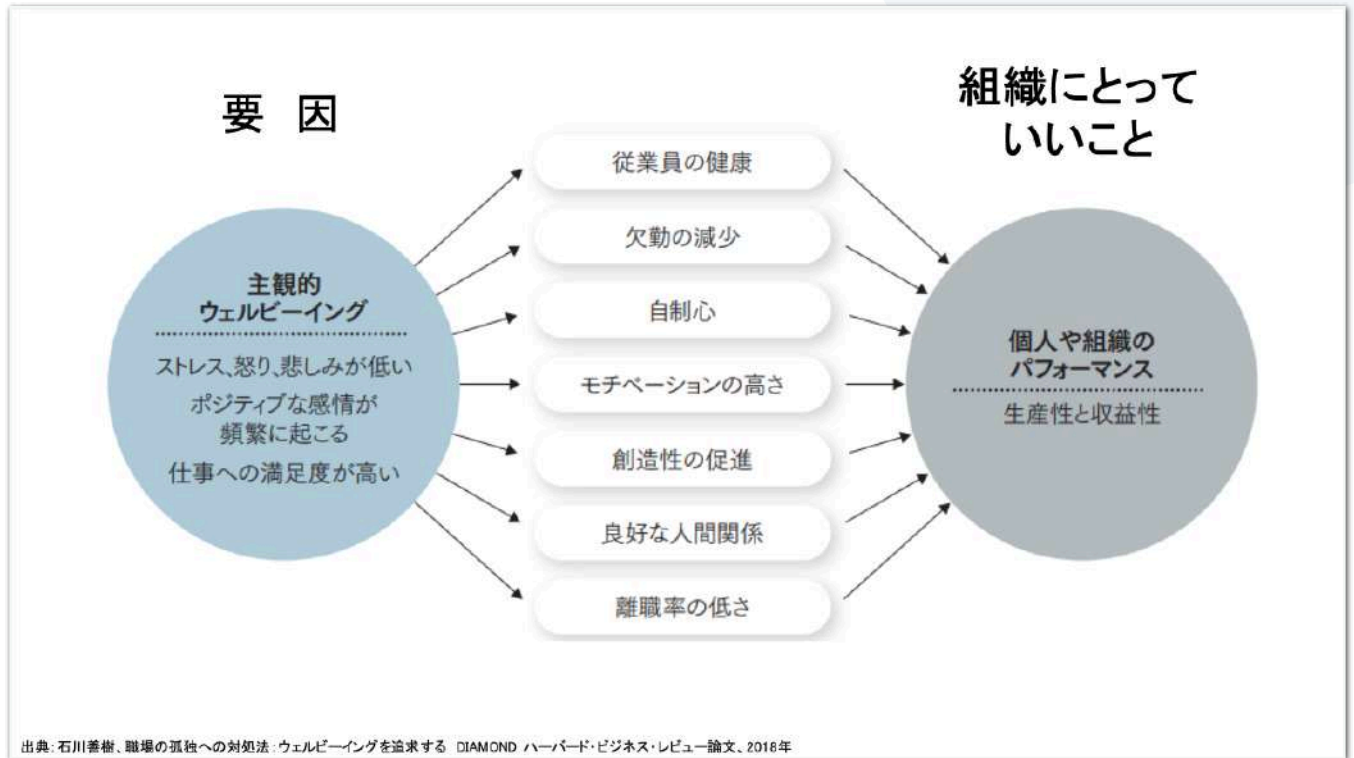 要 因
組織にとって
いいこと
主観的
ウェルビーイング
ストレス、怒り、悲しみが低い
ポジティブな感情が
頻繁に起こる
仕事への満足度が高い
従業員の健康
欠勤の減少
自制心
モチベーションの高さ
創造性の促進
良好な人間関係
離職率の低さ
個人や組織の
パフォーマンス
生産性と収益性
出典：石川善樹、職場の孤独への対処法：ウェルビーイングを追求する DIAMOND ハーバード・ビジネス・レビュー論文、2018年